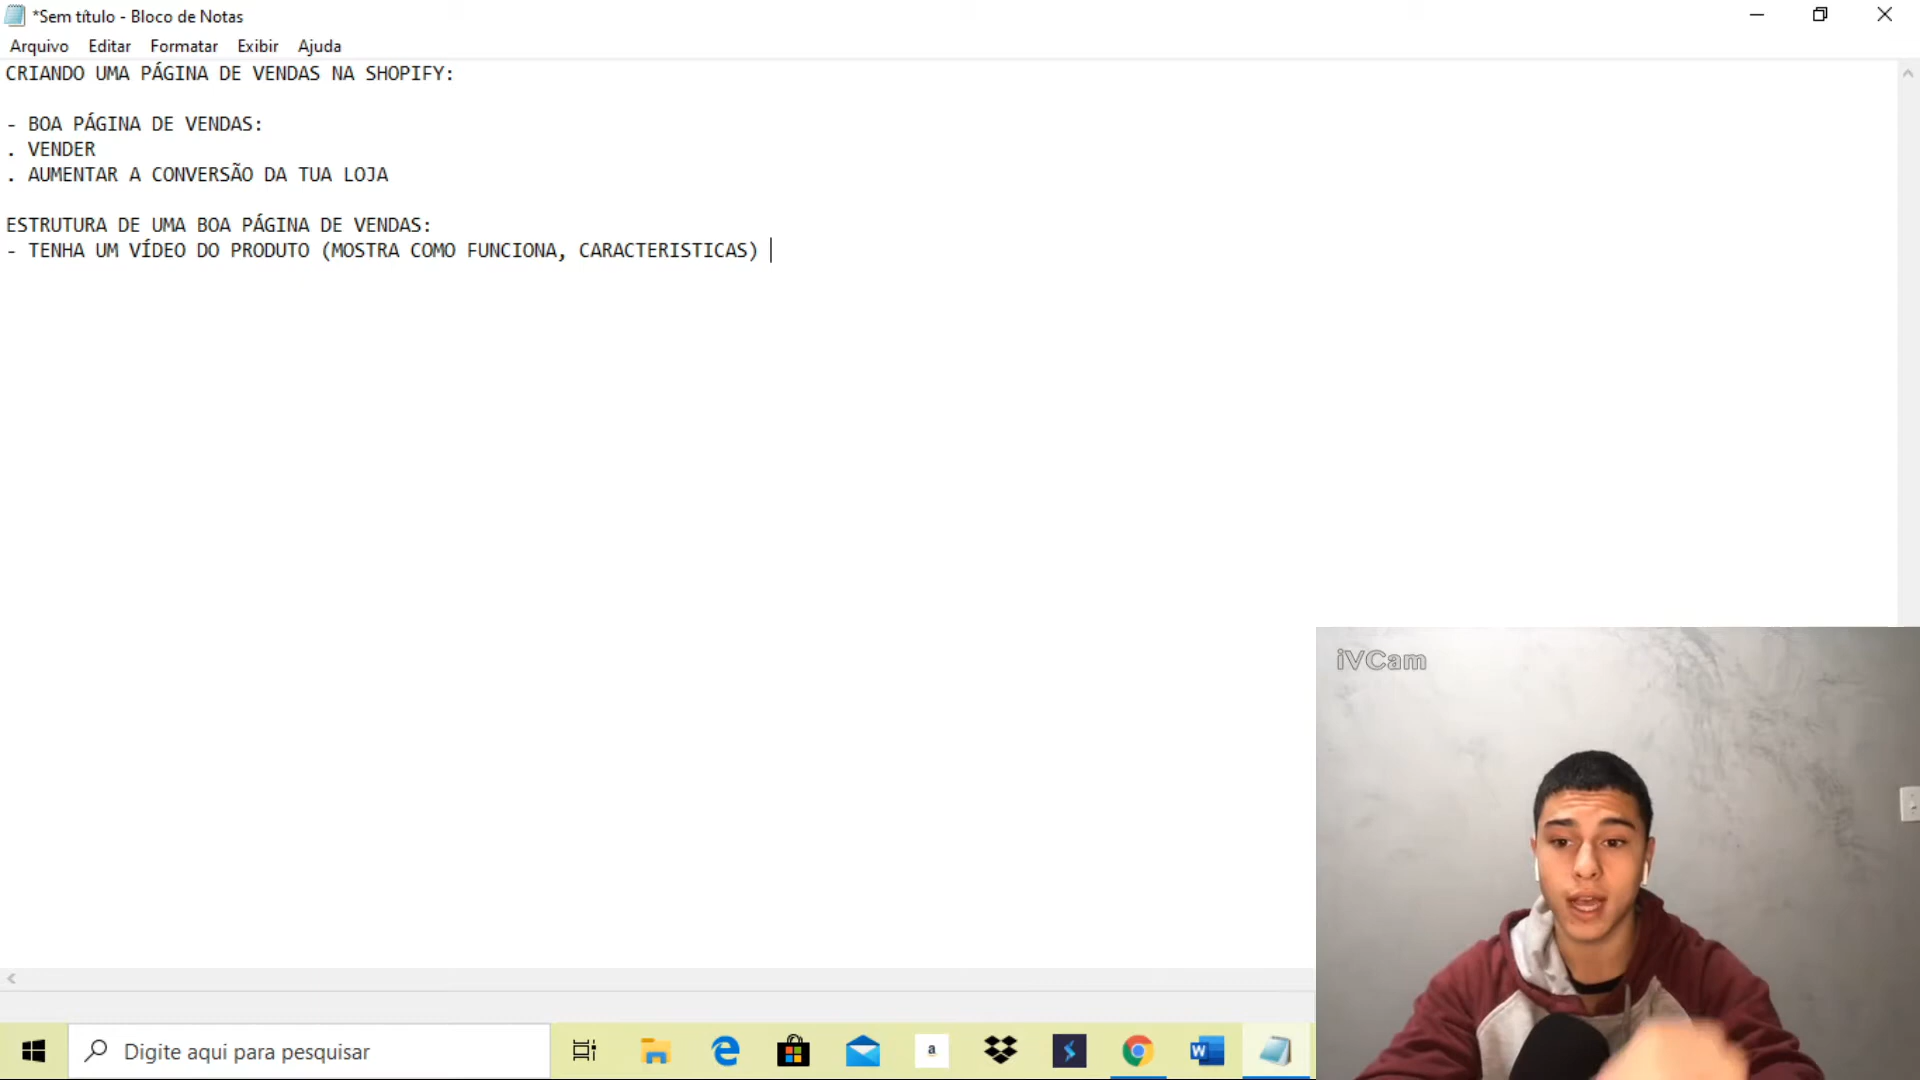 *Sem título - Bloco de Notas
Arquivo Editar Formatar Exibir Ajuda
CRIANDO UMA PÁGINA DE VENDAS NA SHOPIFY:
- BOA PÁGINA DE VENDAS:
. VENDER
. AUMENTAR A CONVERSÃO DA TUA LOJA
ESTRUTURA DE UMA BOA PÁGINA DE VENDAS:
- TENHA UM VÍDEO DO PRODUTO (MOSTRA COMO FUNCIONA, CARACTERISTICAS)
iVCam
Digite aqui para pesquisar
a
W